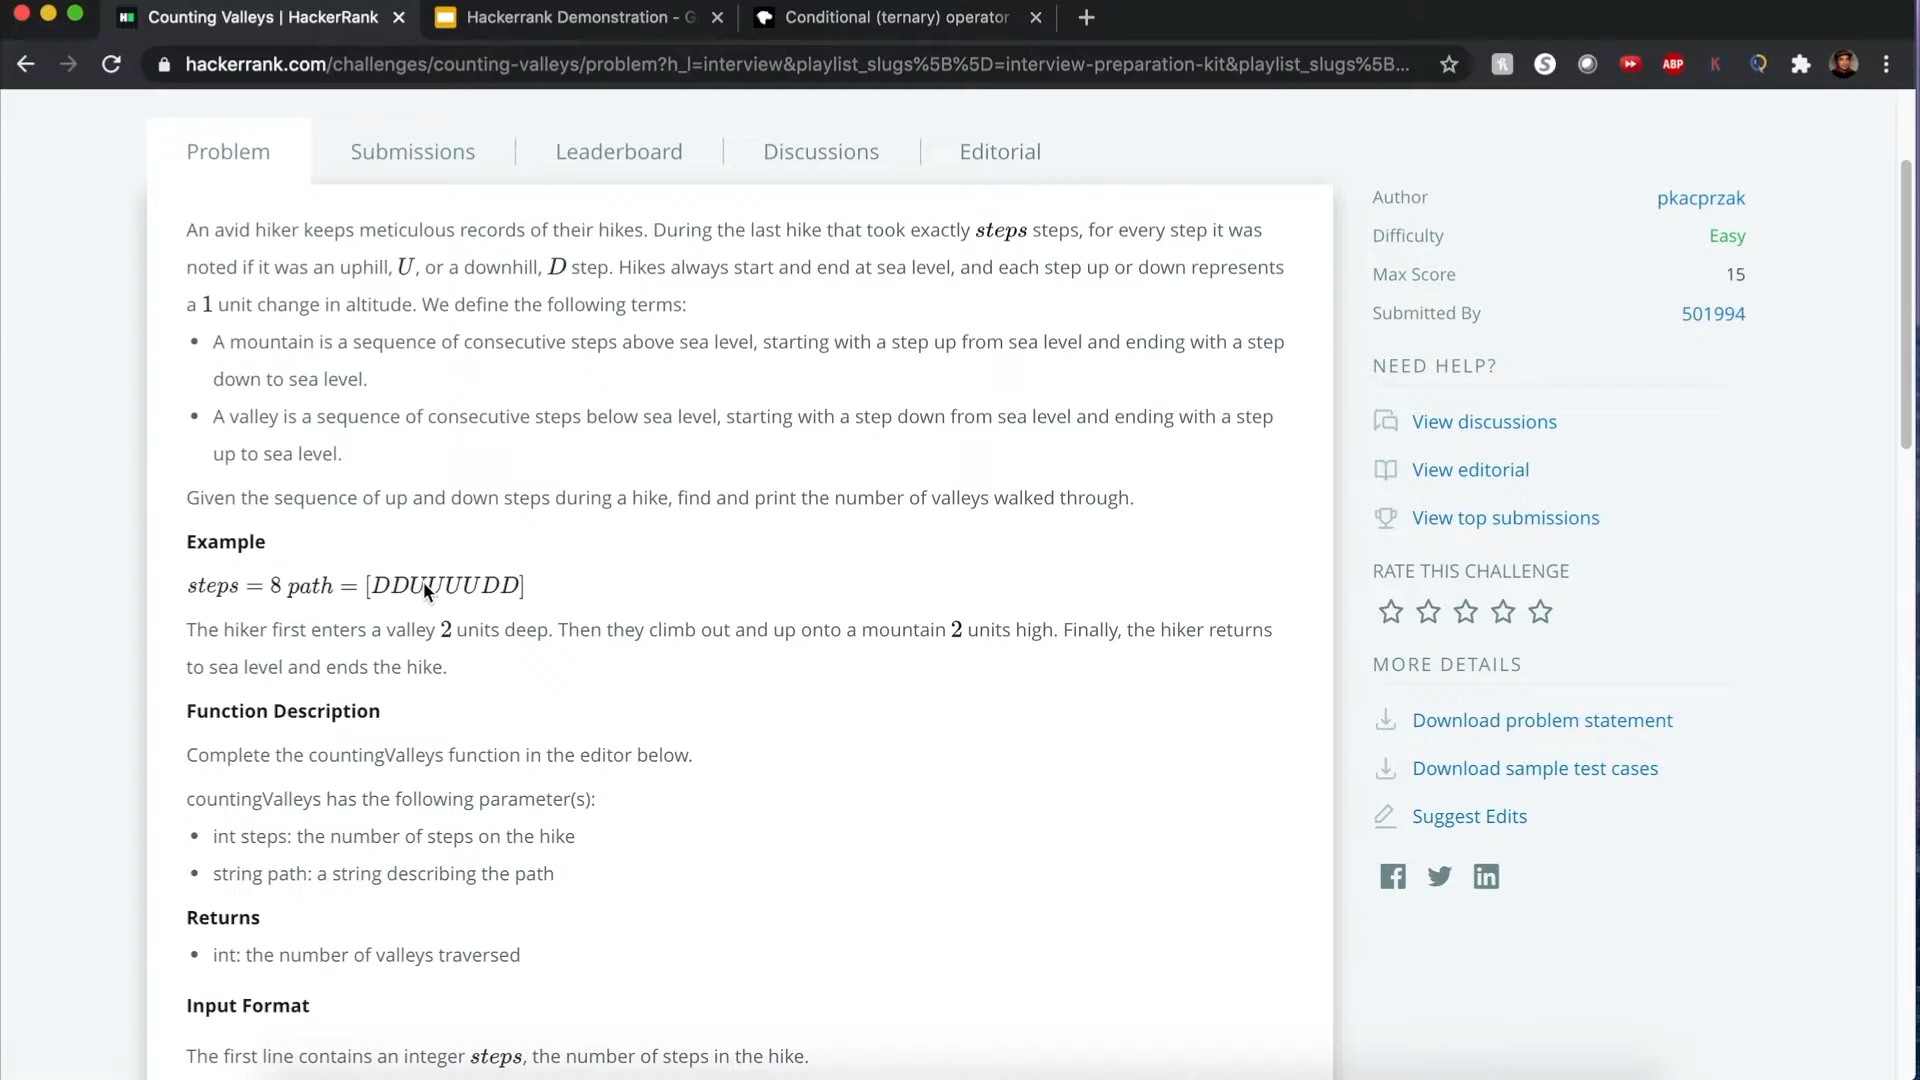 Counting Valleys | HackerRank
Hackerrank Demonstration - G
Conditional (ternary) operator
hackerrank.com/challenges/counting-valleys/problem?h_l=interview&playlist_slugs%5B%5D=interview-preparation-kit&playlist_slugs%5B...
ABP
Problem
Submissions
Leaderboard
Discussions
Editorial
An avid hiker keeps meticulous records of their hikes. During the last hike that took exactly steps steps, for every step it was
noted if it was an uphill, U, or a downhill, D step. Hikes always start and end at sea level, and each step up or down represents
a 1 unit change in altitude. We define the following terms:
• A mountain is a sequence of consecutive steps above sea level, starting with a step up from sea level and ending with a step
down to sea level.
• A valley is a sequence of consecutive steps below sea level, starting with a step down from sea level and ending with a step
up to sea level.
Given the sequence of up and down steps during a hike, find and print the number of valleys walked through.
Example
steps = 8 path = [DDUUUUDD]
The hiker first enters a valley 2 units deep. Then they climb out and up onto a mountain 2 units high. Finally, the hiker returns
to sea level and ends the hike.
Function Description
Complete the countingValleys function in the editor below.
countingValleys has the following parameter(s):
• int steps: the number of steps on the hike
• string path: a string describing the path
Returns
• int: the number of valleys traversed
Input Format
The first line contains an integer steps, the number of steps in the hike.
Author pkacprzak
Difficulty Easy
Max Score 15
Submitted By 501994
NEED HELP?
View discussions
View editorial
View top submissions
RATE THIS CHALLENGE
MORE DETAILS
Download problem statement
Download sample test cases
Suggest Edits